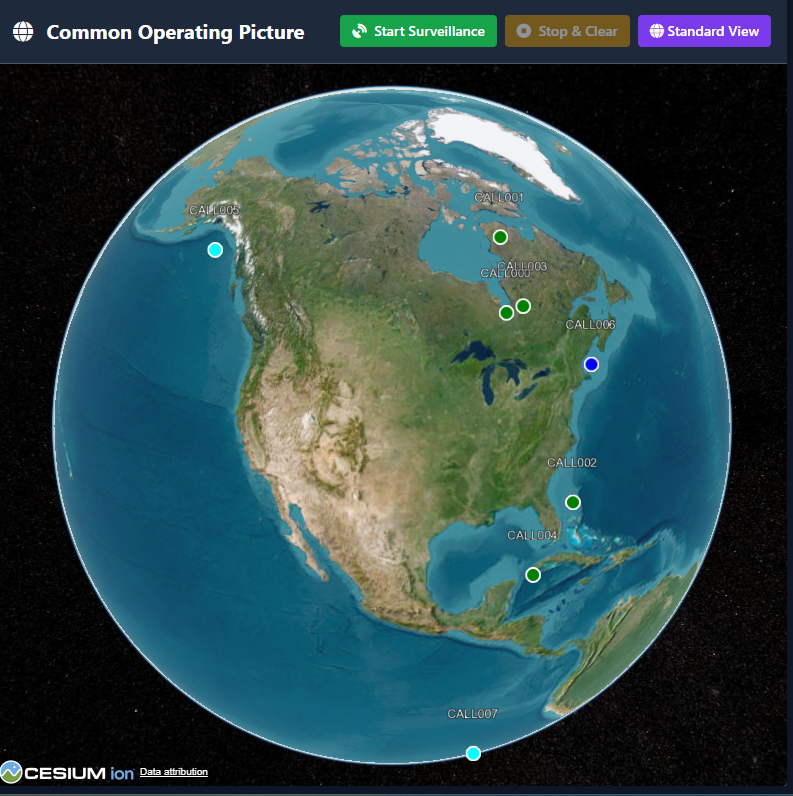 Common Operating Picture
Start Surveillance
Stop & Clear
Standard View
CALL001
CALL005
CALL003
CALL000
CALL006
CALL002
CALL004
CALL007
CESIUM ion
Data attribution